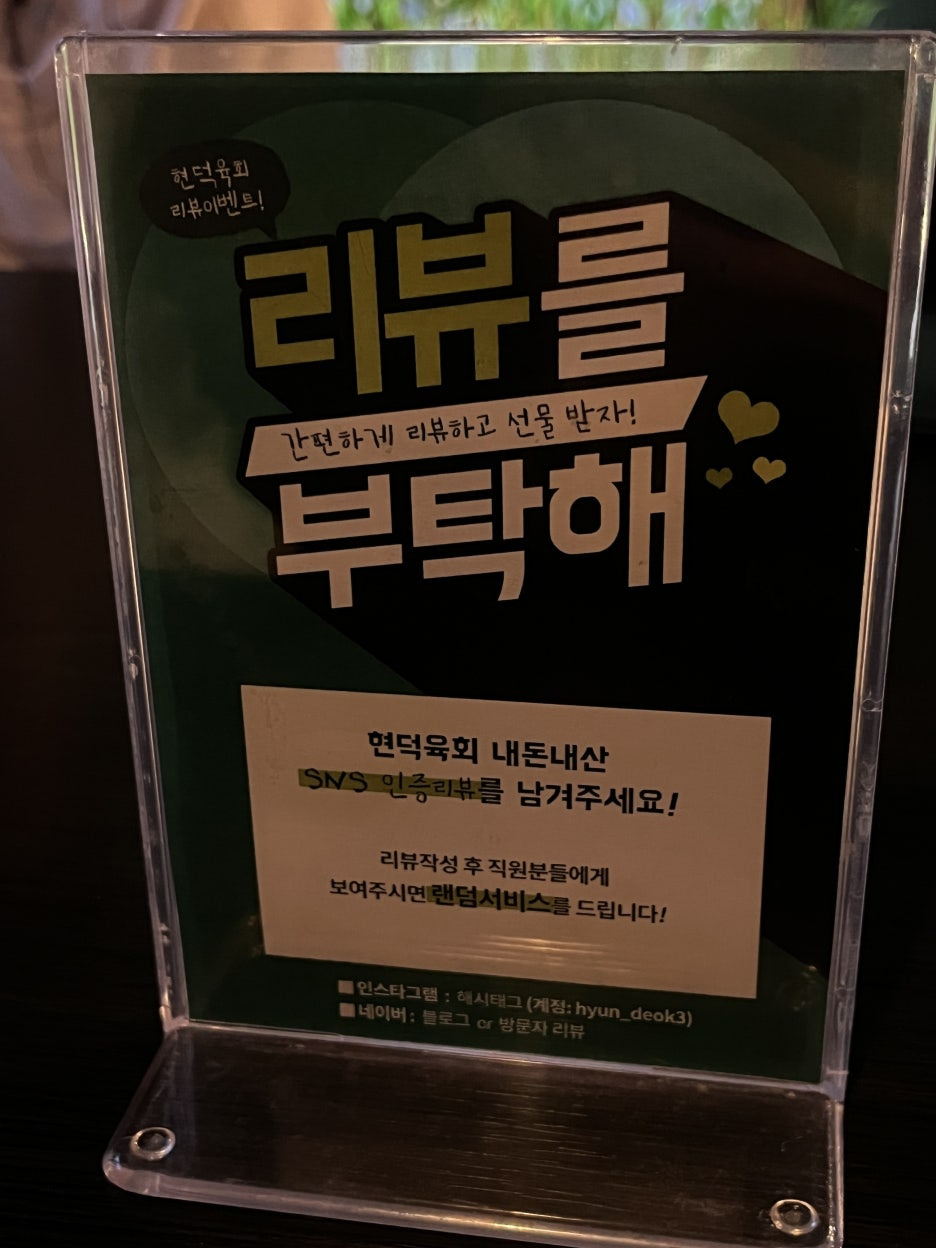 현덕육회
리뷰이벤트!
리뷰를
간편하게 리뷰하고 선물 받자!
부탁해
현덕육회 내돈내산
SNS 인증리뷰를 남겨주세요!
리뷰작성 후 직원분들에게
보여주시면 랜덤서비스를 드립니다!
■인스타그램 : 해시태그 (계정: hyun_deok3)
■네이버 : 블로그 or 방문자 리뷰